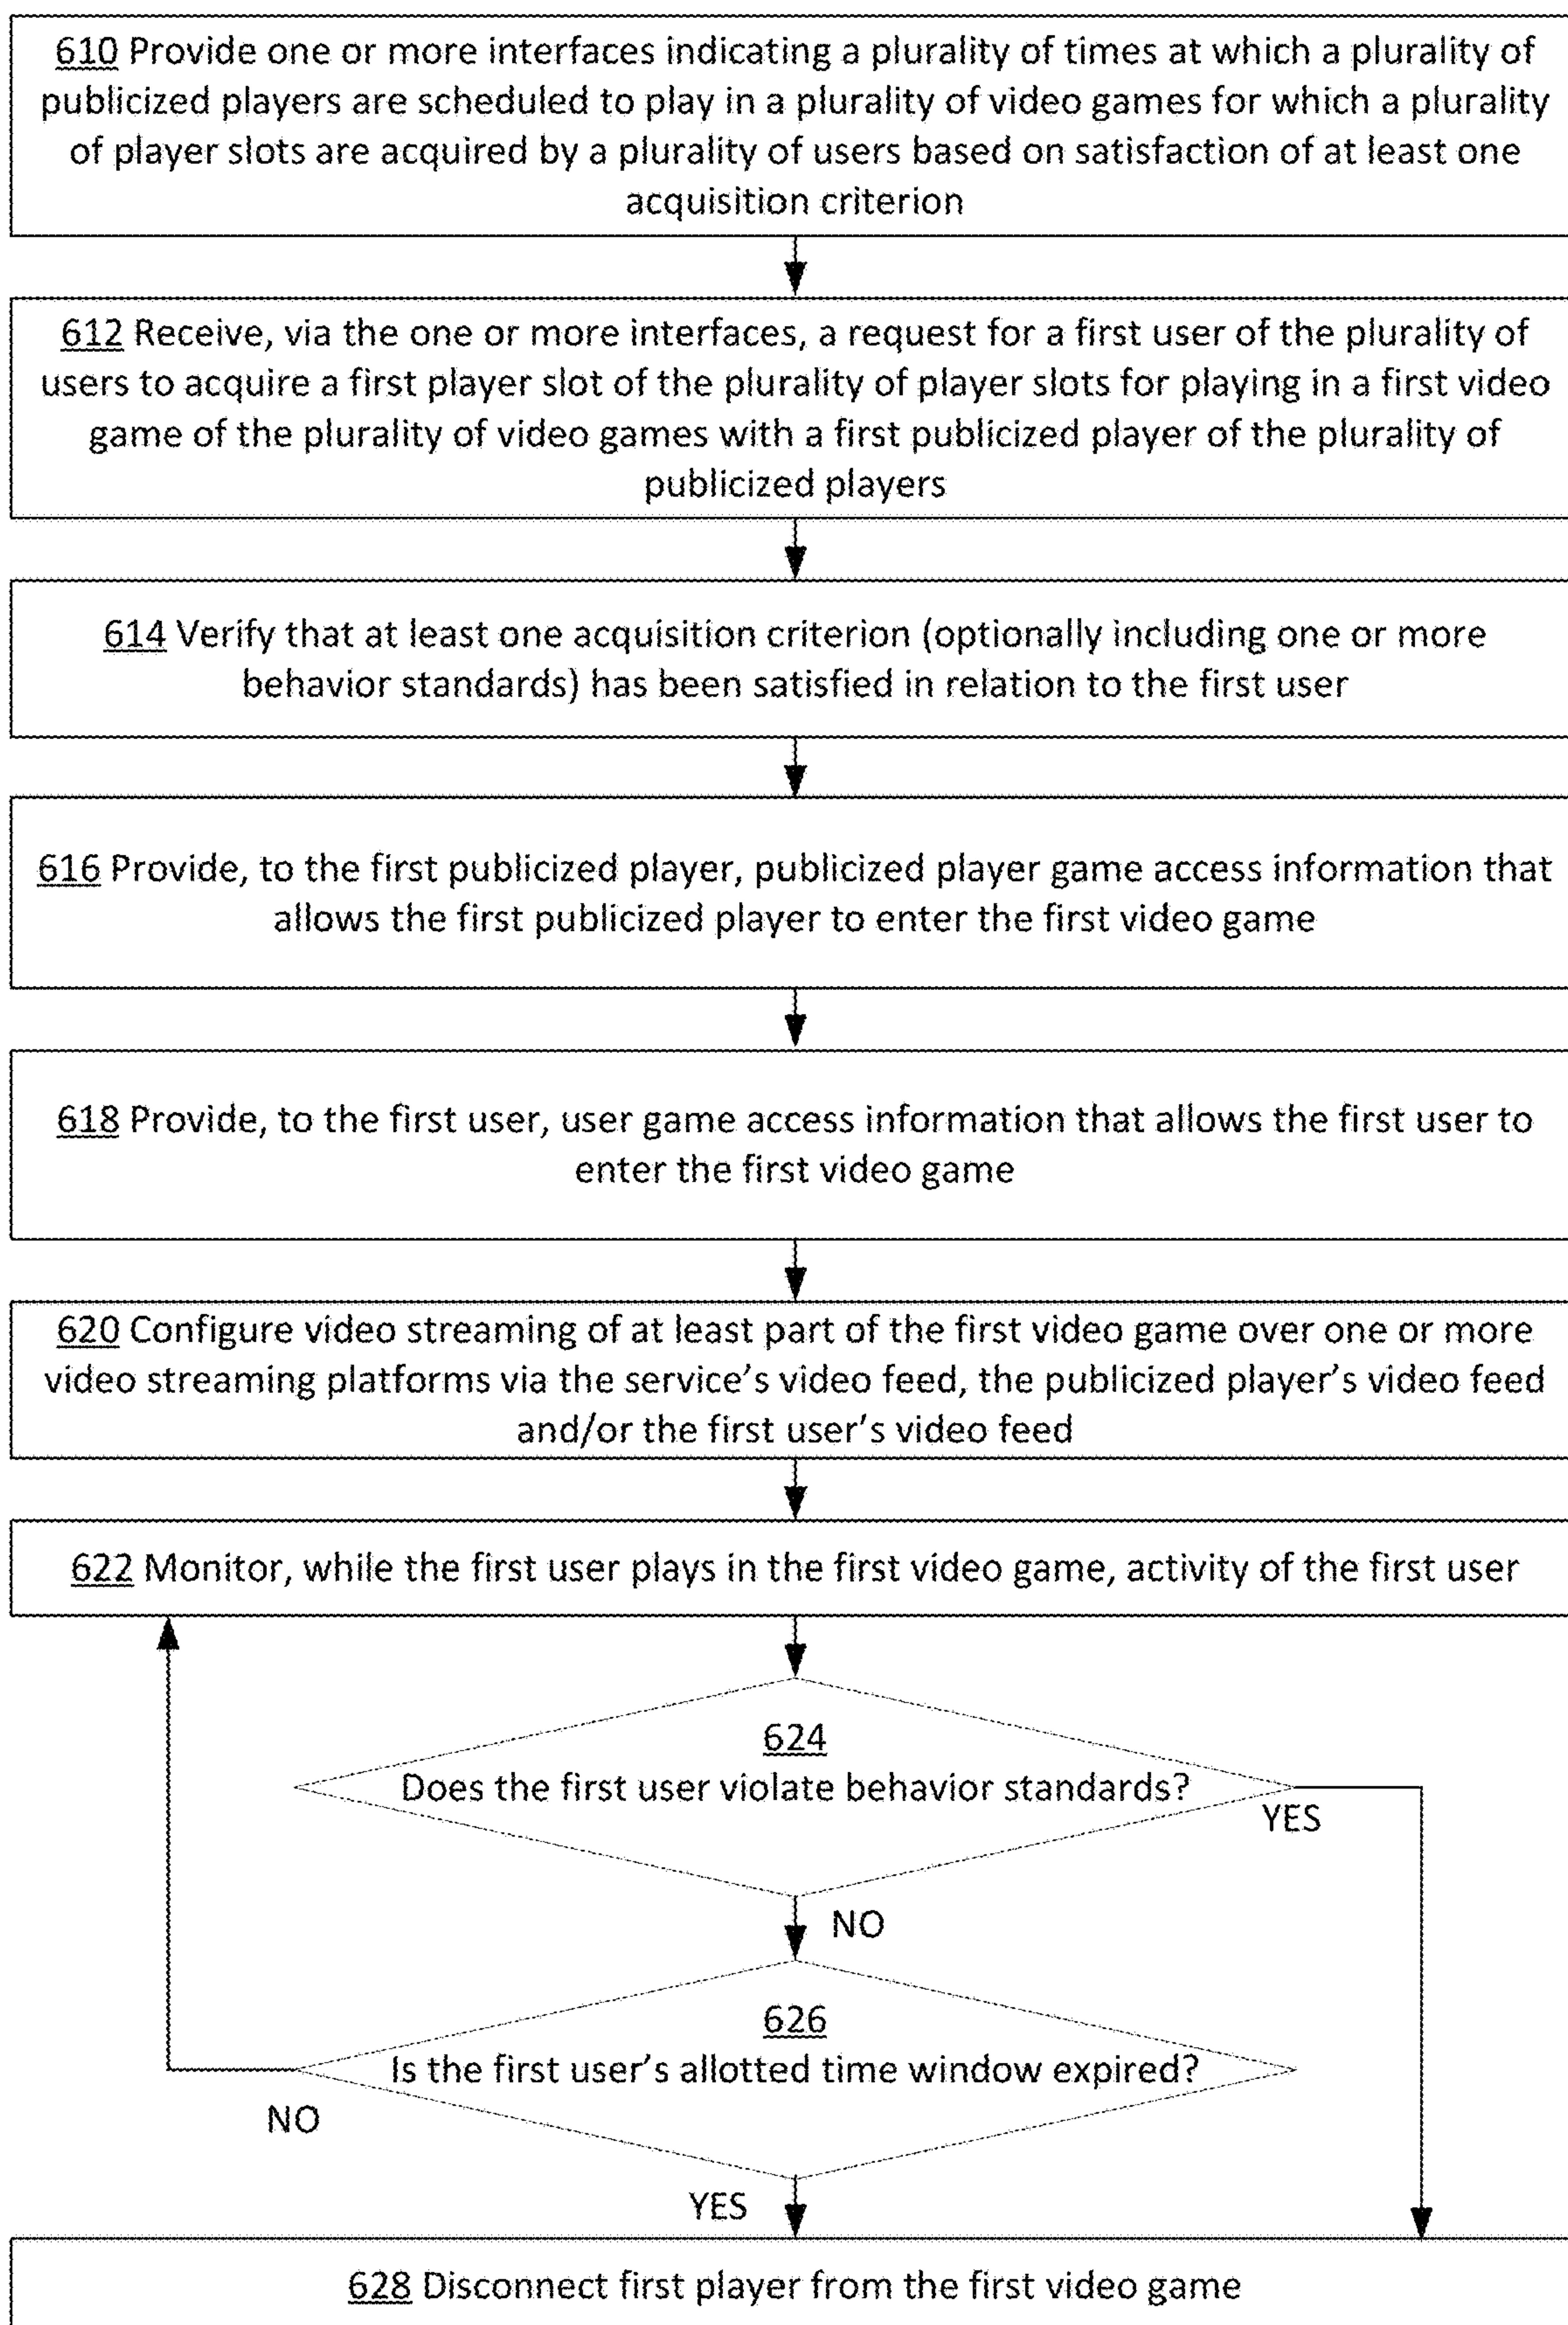 610 Provide one or more interfaces indicating a plurality of times at which a plurality of
publicized players are scheduled to play in a plurality of video games for which a plurality
of player slots are acquired by a plurality of users based on satisfaction of at least one
acquisition criterion
612 Receive, via the one or more interfaces, a request for a first user of the plurality of
users to acquire a first player slot of the plurality of player slots for playing in a first video
game of the plurality of video games with a first publicized player of the plurality of
publicized players
614 Verify that at least one acquisition criterion (optionally including one or more
behavior standards) has been satisfied in relation to the first user
616 Provide, to the first publicized player, publicized player game access information that
allows the first publicized player to enter the first video game
618 Provide, to the first user, user game access information that allows the first user to
enter the first video game
620 Configure video streaming of at least part of the first video game over one or more
video streaming platforms via the service's video feed, the publicized player's video feed
and/or the first user's video feed
622 Monitor, while the first user plays in the first video game, activity of the first user
624
Does the first user violate behavior standards?
YES
NO
626
Is the first user's allotted time window expired?
NO
YES
628 Disconnect first player from the first video game